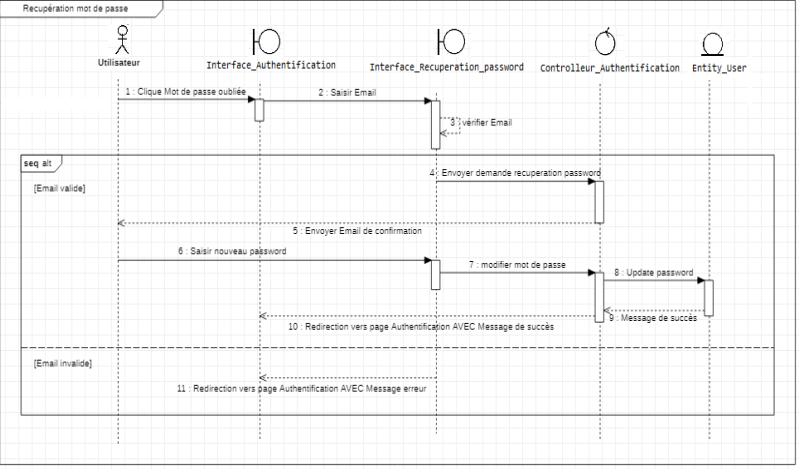 Recupération mot de passe
Utilisateur
Interface_Authentification
Interface_Recuperation_password
Controlleur_Authentification
Entity_User
1 : Clique Mot de passe oubliée
2 : Saisir Email
3 : vérifier Email
seq alt
4 : Envoyer demande recuperation password
[Email valide]
5 : Envoyer Email de confirmation
6 : Saisir nouveau password
7 : modifier mot de passe
8 : Update password
9 : Message de succès
10 : Redirection vers page Authentification AVEC Message de succès
[Email invalide]
11 : Redirection vers page Authentification AVEC Message erreur